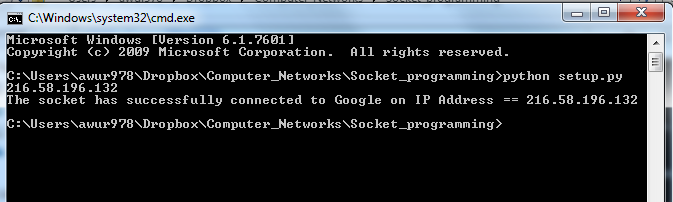 C:\Windows\system32\cmd.exe
Microsoft Windows [Version 6.1.7601]
Copyright (c) 2009 Microsoft Corporation.  All rights reserved.
C:\Users\awur978\Dropbox\Computer_Networks\Socket_programming>python setup.py
216.58.196.132
The socket has successfully connected to Google on IP Address == 216.58.196.132
C:\Users\awur978\Dropbox\Computer_Networks\Socket_programming>